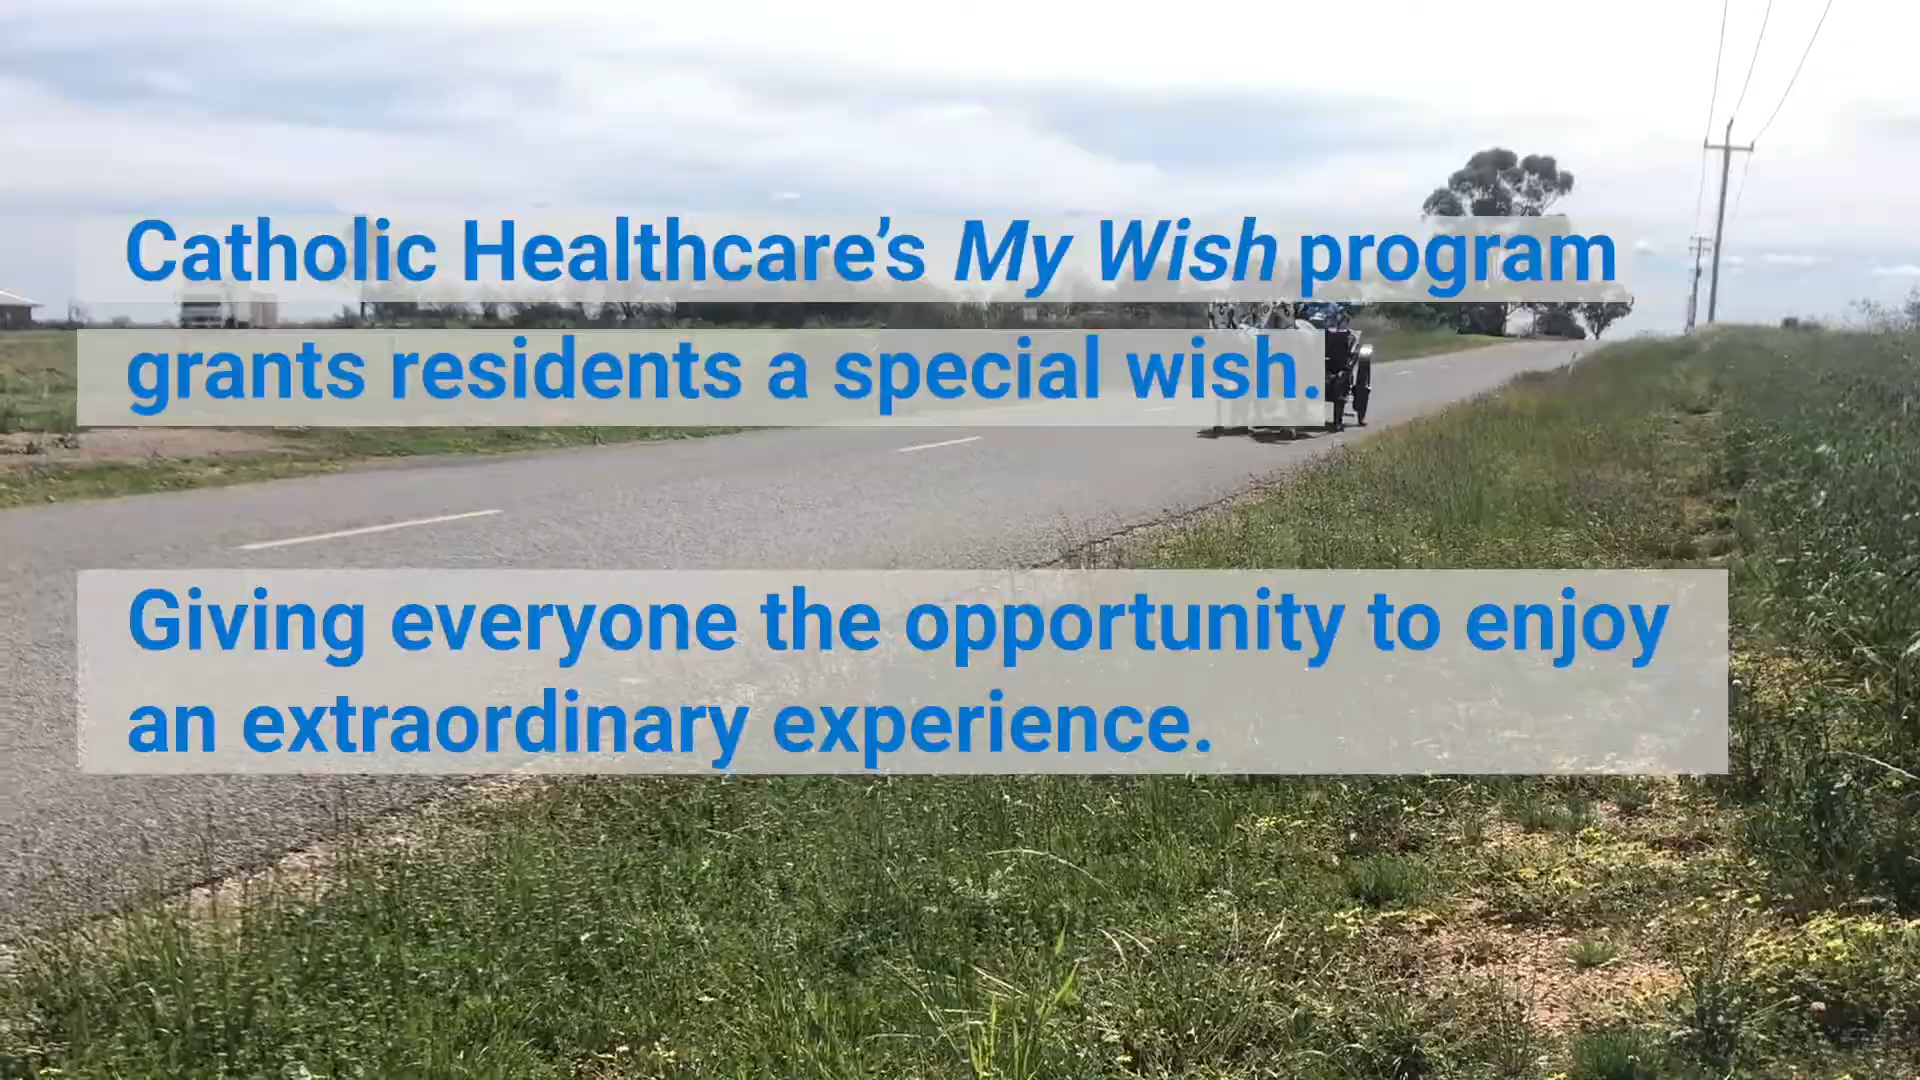 Catholic Healthcare’s My Wish program
grants residents a special wish.
Giving everyone the opportunity to enjoy
an extraordinary experience.